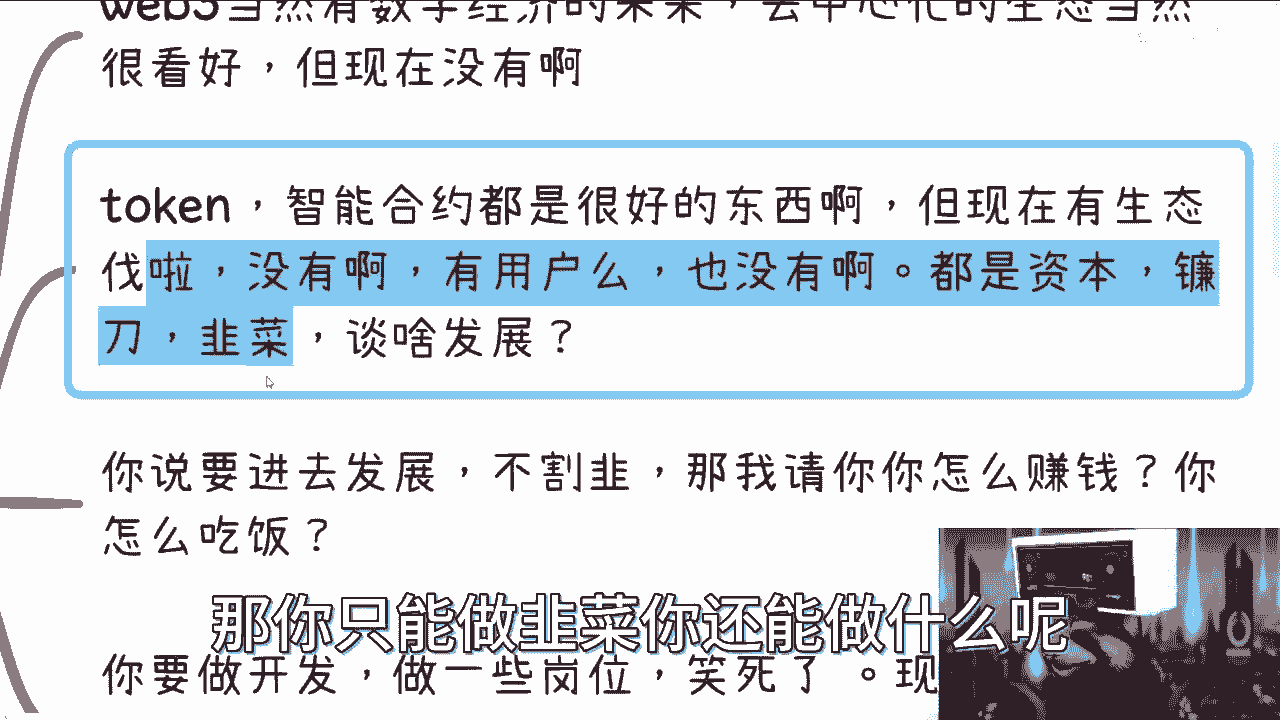 web3当然有数字经济的未来，去中心化的生态当然
很看好，但现在没有啊
token，智能合约都是很好的东西啊，但现在有生态
伐啦，没有啊，有用户么，也没有啊。都是资本，镰
刀，韭菜，谈啥发展？
你说要进去发展，不割韭，那我请你你怎么赚钱？你
怎么吃饭？
那你只能做韭菜你还能做什么呢
你要做开发，做一些岗位，笑死了 。现